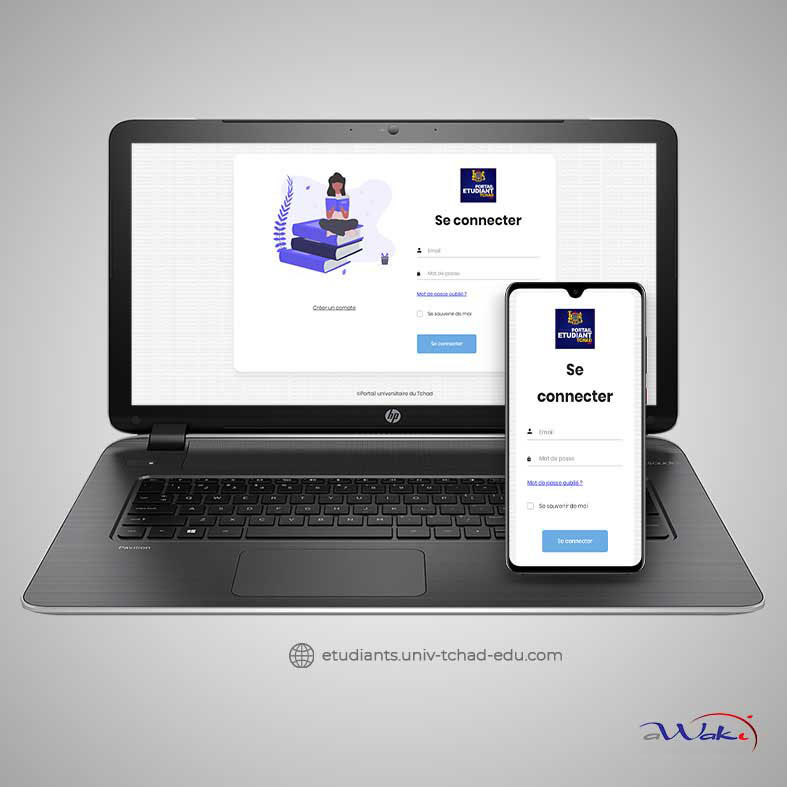 PORTAIL
ETUDIANT
TCHAD
Se connecter
Email
Mot de passe
Mot de passe oublié ?
Se souvenir de moi
Se connecter
Créer un compte
©Portail universitaire du Tchad
hp
Pavilion
PORTAIL
ETUDIANT
TCHAD
Se
connecter
Email
Mot de passe
Mot de passe oublié ?
Se souvenir de moi
Se connecter
etudiants.univ-tchad-edu.com
aWaki